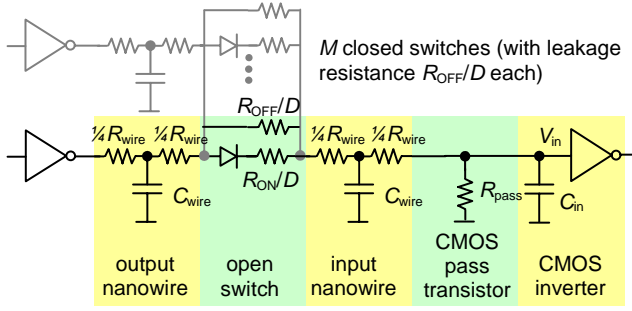 M closed switches (with leakage
resistance ROFF/D each)
ROFF/D
¼Rwire ¼Rwire
¼Rwire ¼Rwire
Vin
Cwire
RON/D
Cwire
Rpass
Cin
output
nanowire
open
switch
input
nanowire
CMOS
pass
transistor
CMOS
inverter